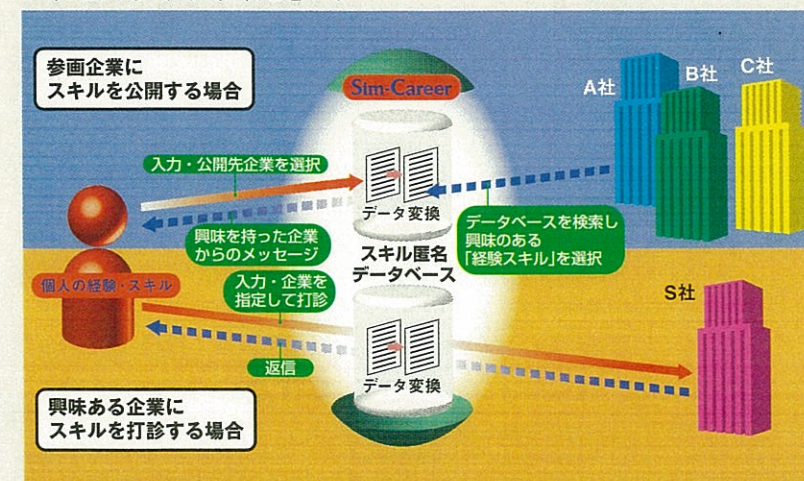 参画企業に
スキルを公開する場合
Sim-Career
A社
B社
C社
入力・公開先企業を選択
データ変換
興味を持った企業
からのメッセージ
データベースを検索し
興味のある
「経験スキル」を選択
スキル匿名
データベース
個人の経験・スキル
入力・企業を
指定して打診
S社
返信
データ変換
興味ある企業に
スキルを打診する場合